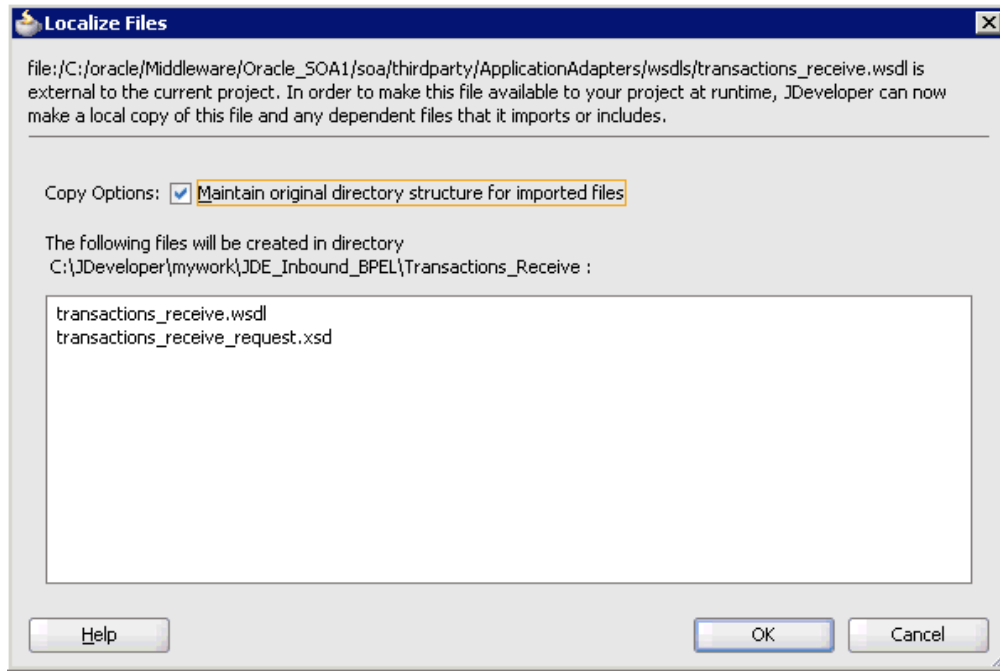 Localize Files
file:/C:/oracle/Middleware/Oracle_SOA1/soa/thirdparty/ApplicationAdapters/wsdls/transactions_receive.wsdl is
external to the current project. In order to make this file available to your project at runtime, JDeveloper can now
make a local copy of this file and any dependent files that it imports or includes.
Copy Options: Maintain original directory structure for imported files
The following files will be created in directory
C:\JDeveloper\mywork\JDE_Inbound_BPEL\Transactions_Receive :
transactions_receive.wsdl
transactions_receive_request.xsd
Help OK Cancel